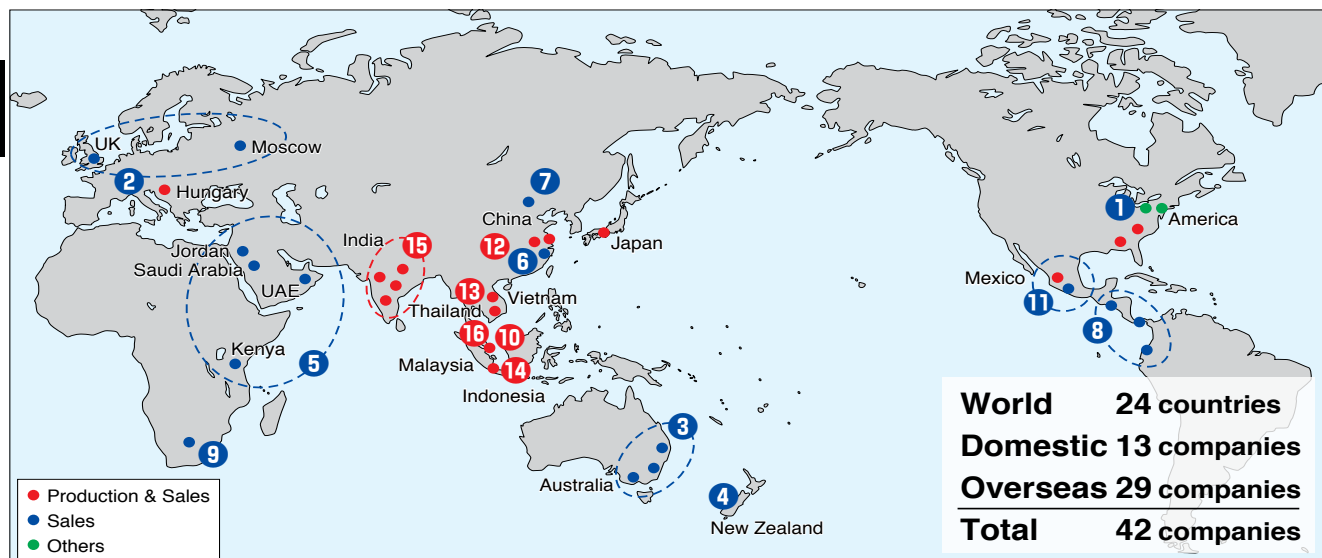 UK
Moscow
2
Hungary
7
China
Jordan
Saudi Arabia
UAE
India
15
12
6
Japan
13
Vietnam
Thailand
16
10
Malaysia
14
Indonesia
Kenya
5
9
3
Australia
4
New Zealand
1
America
Mexico
11
8
Production & Sales
Sales
Others
World 24 countries
Domestic 13 companies
Overseas 29 companies
Total 42 companies